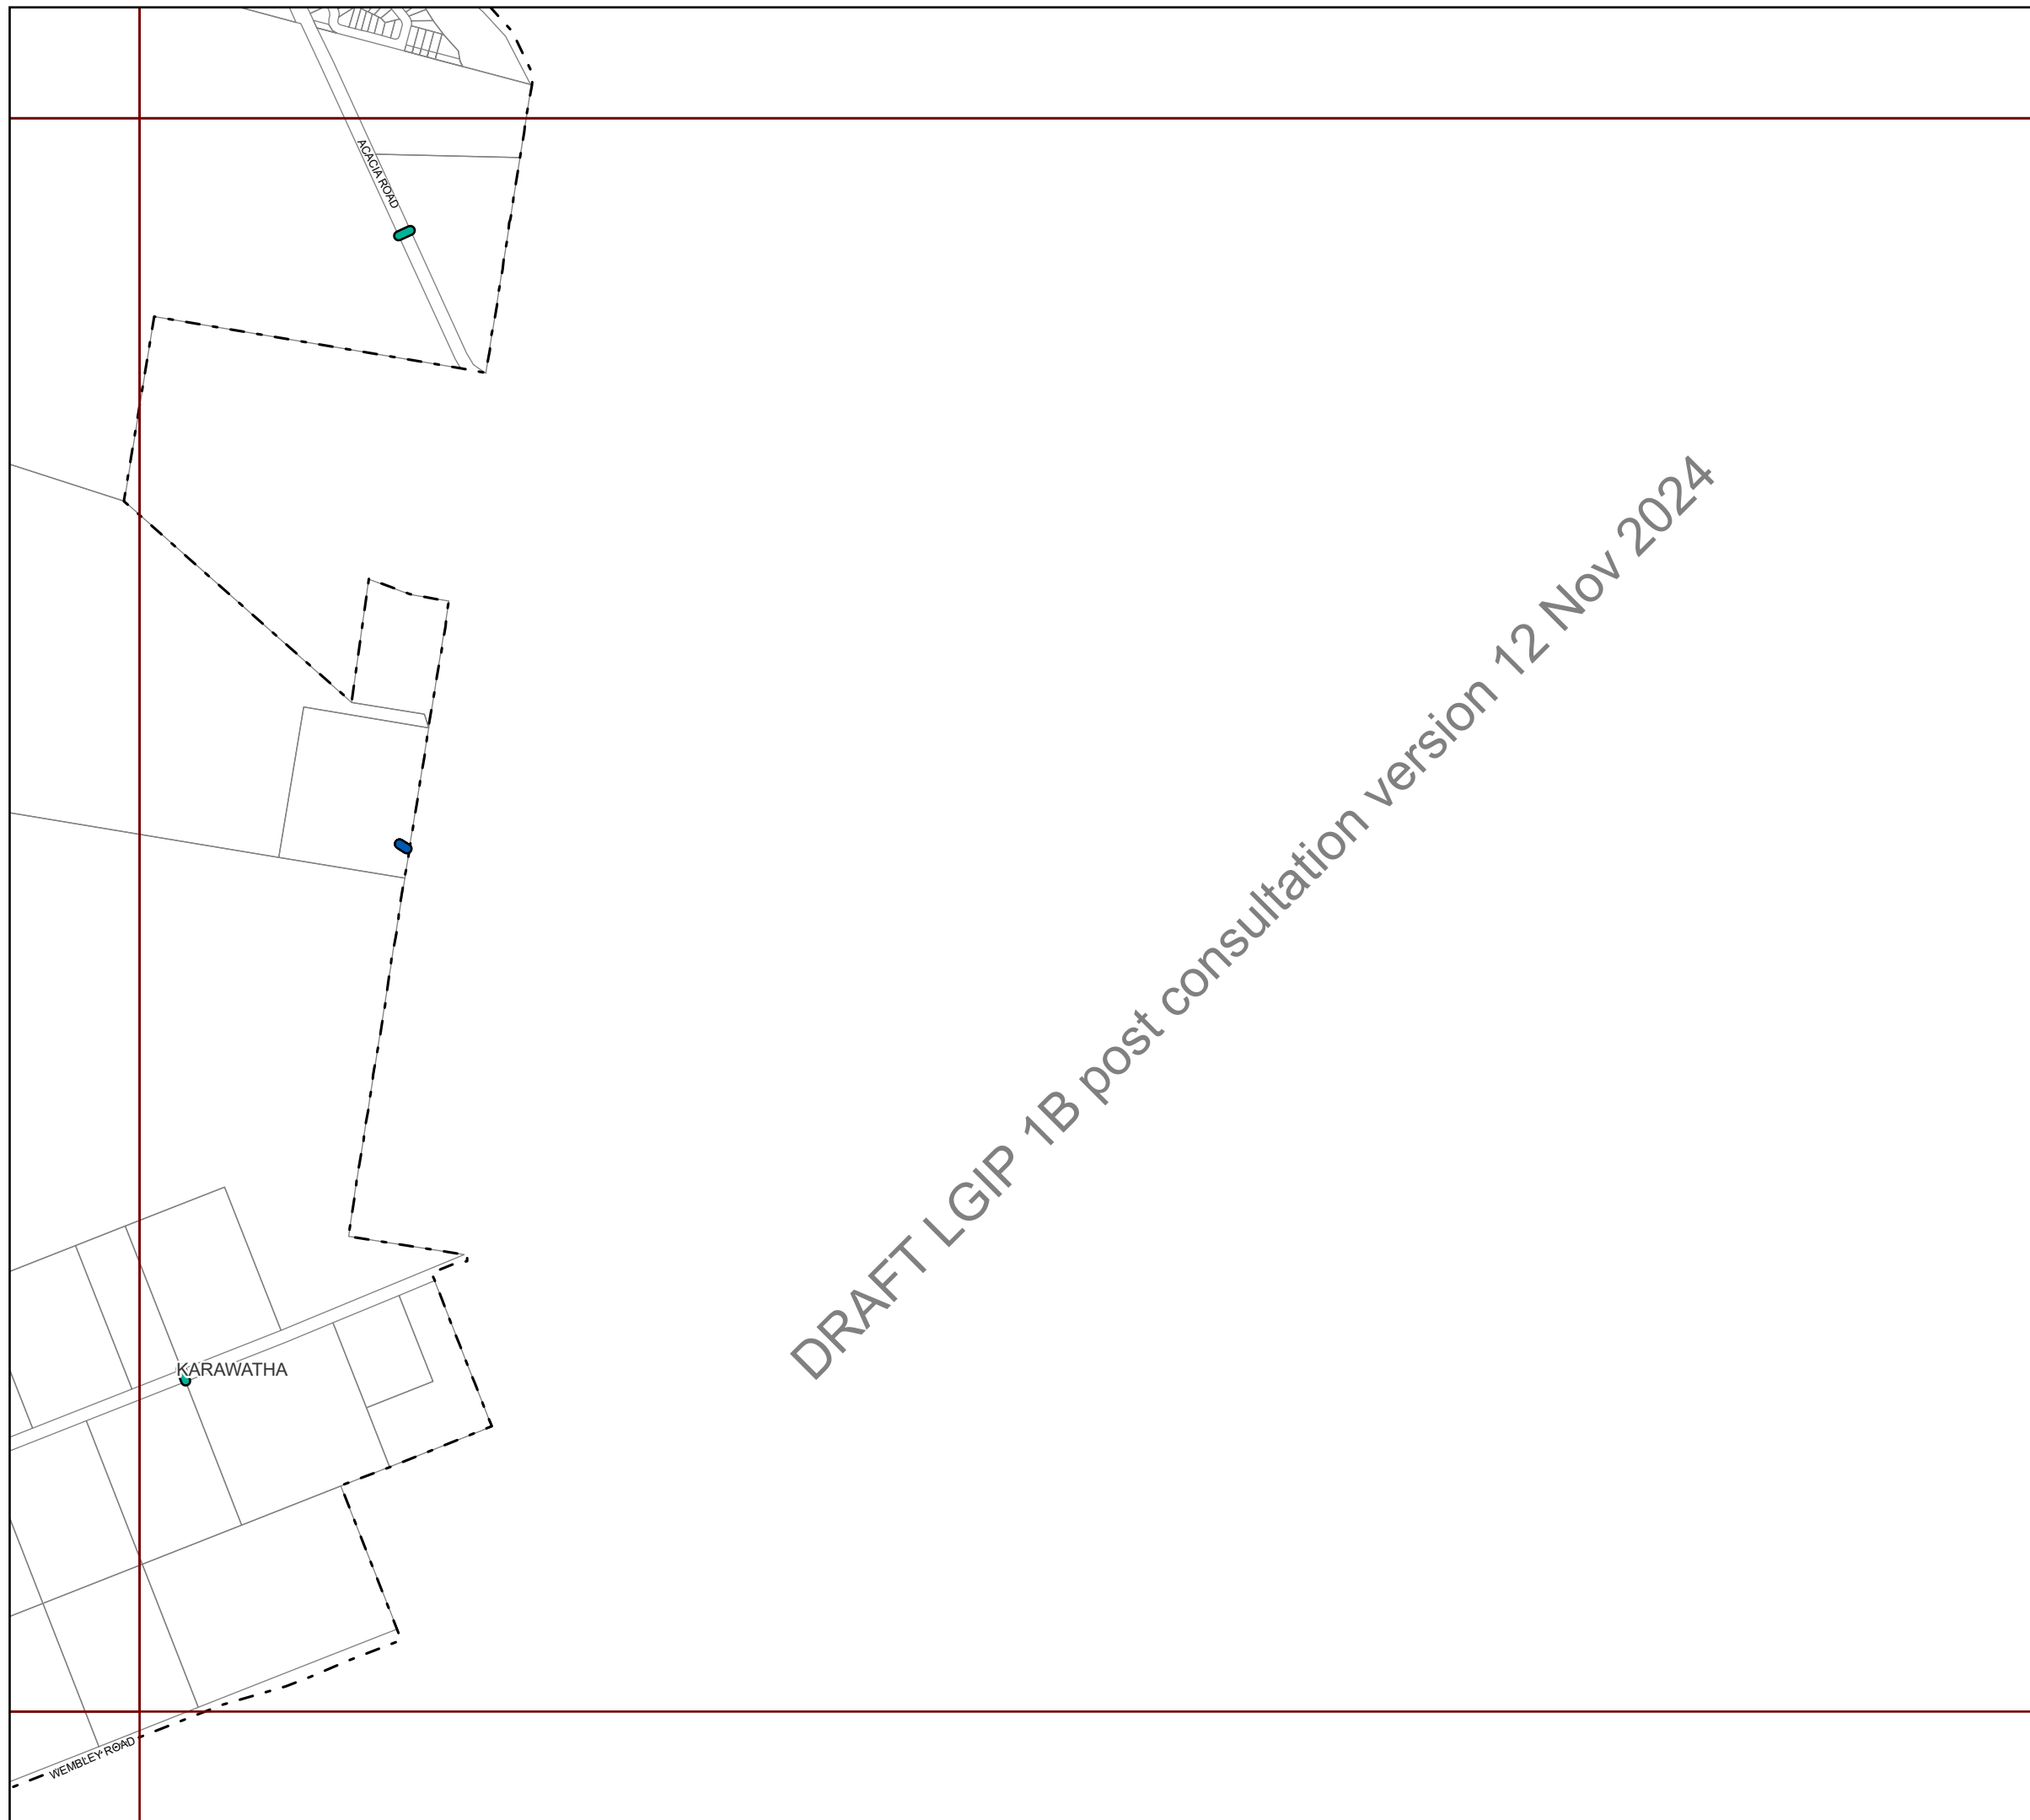 ACACIA ROAD
DRAFT LGIP 1B post consultation version 12 Nov 2024
KARAWATHA
WEMBLEY ROAD